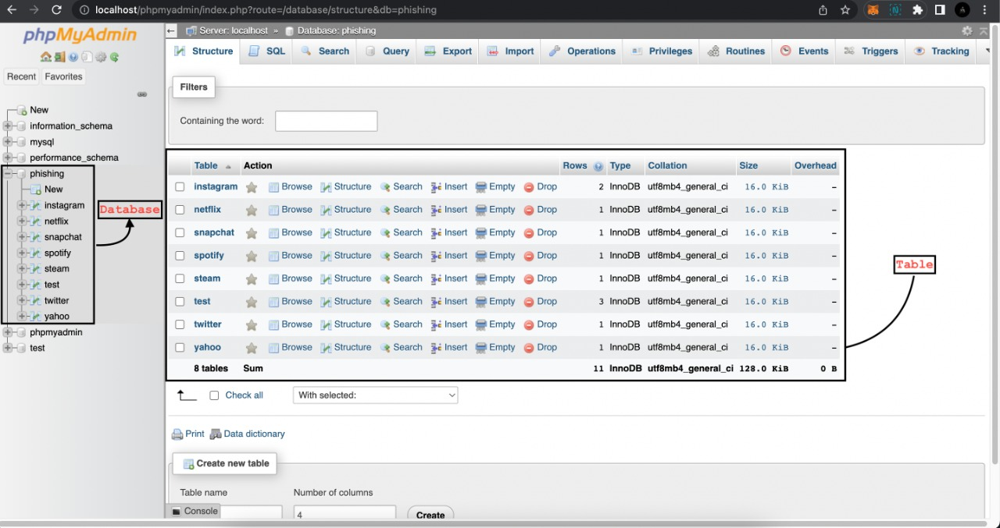 localhost/phpmyadmin/index.php?route=/database/structure&db=phishing
phpMyAdmin
Recent Favorites
New
information_schema
mysql
performance_schema
phishing
New
instagram
netflix
snapchat
spotify
steam
test
twitter
yahoo
phpmyadmin
test
Database
Server: localhost » Database: phishing
Structure SQL Search Query Export Import Operations Privileges Routines Events Triggers Tracking
Filters
Containing the word:
Table Action Rows Type Collation Size Overhead
instagram Browse Structure Search Insert Empty Drop 2 InnoDB utf8mb4_general_ci 16.0 KiB –
netflix Browse Structure Search Insert Empty Drop 1 InnoDB utf8mb4_general_ci 16.0 KiB –
snapchat Browse Structure Search Insert Empty Drop 1 InnoDB utf8mb4_general_ci 16.0 KiB –
spotify Browse Structure Search Insert Empty Drop 1 InnoDB utf8mb4_general_ci 16.0 KiB –
steam Browse Structure Search Insert Empty Drop 1 InnoDB utf8mb4_general_ci 16.0 KiB –
test Browse Structure Search Insert Empty Drop 3 InnoDB utf8mb4_general_ci 16.0 KiB –
twitter Browse Structure Search Insert Empty Drop 1 InnoDB utf8mb4_general_ci 16.0 KiB –
yahoo Browse Structure Search Insert Empty Drop 1 InnoDB utf8mb4_general_ci 16.0 KiB –
8 tables Sum 11 InnoDB utf8mb4_general_ci 128.0 KiB 0 B
Table
Check all With selected:
Print Data dictionary
Create new table
Table name Number of columns
Console 4 Create